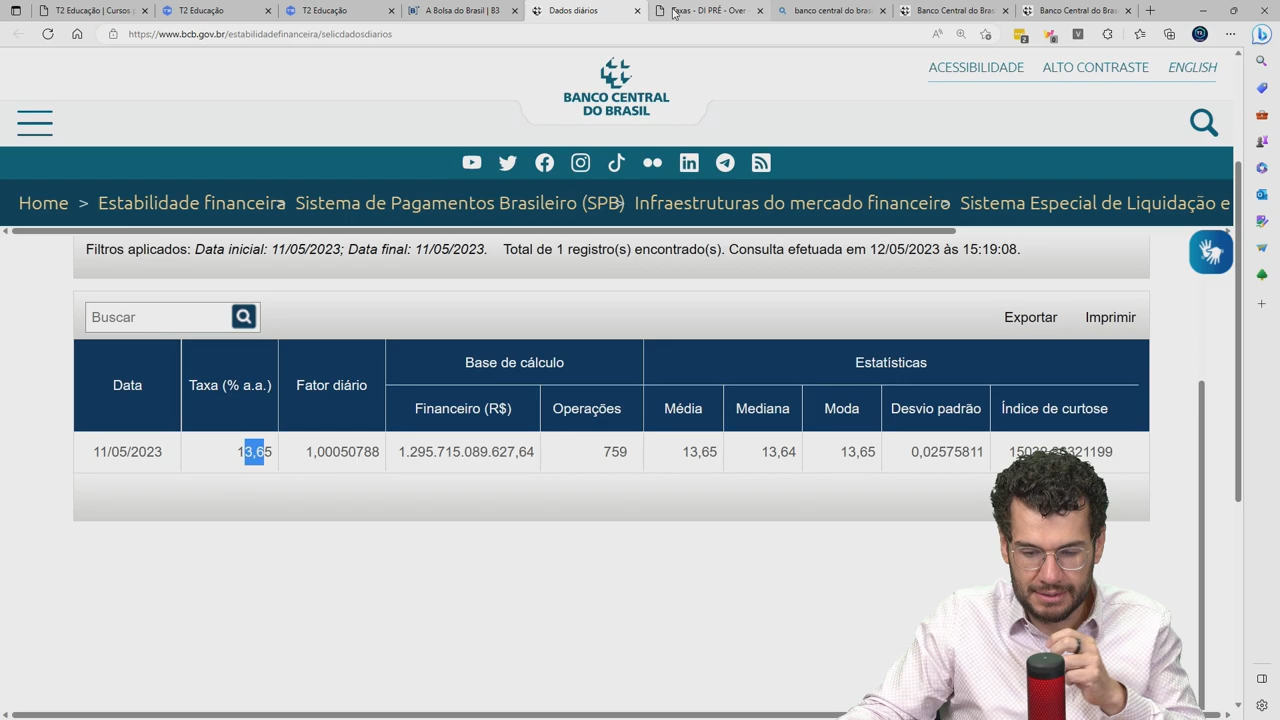 T2 Educação | Cursos p
T2 Educação
T2 Educação
A Bolsa do Brasil | B3
Dados diários
Taxas - DI PRÉ - Over
banco central do brasi
Banco Central do Brasi
Banco Central do Brasi
https://www.bcb.gov.br/estabilidadefinanceira/selicdadosdiarios
BANCO CENTRAL
DO BRASIL
ACESSIBILIDADE ALTO CONTRASTE ENGLISH
Home > Estabilidade financeira > Sistema de Pagamentos Brasileiro (SPB) > Infraestruturas do mercado financeiro > Sistema Especial de Liquidação e
Filtros aplicados: Data inicial: 11/05/2023; Data final: 11/05/2023. Total de 1 registro(s) encontrado(s). Consulta efetuada em 12/05/2023 às 15:19:08.
Buscar
Exportar Imprimir
Base de cálculo Estatísticas
Data Taxa (% a.a.) Fator diário
Financeiro (R$) Operações Média Mediana Moda Desvio padrão Índice de curtose
11/05/2023 13,65 1,00050788 1.295.715.089.627,64 759 13,65 13,64 13,65 0,02575811